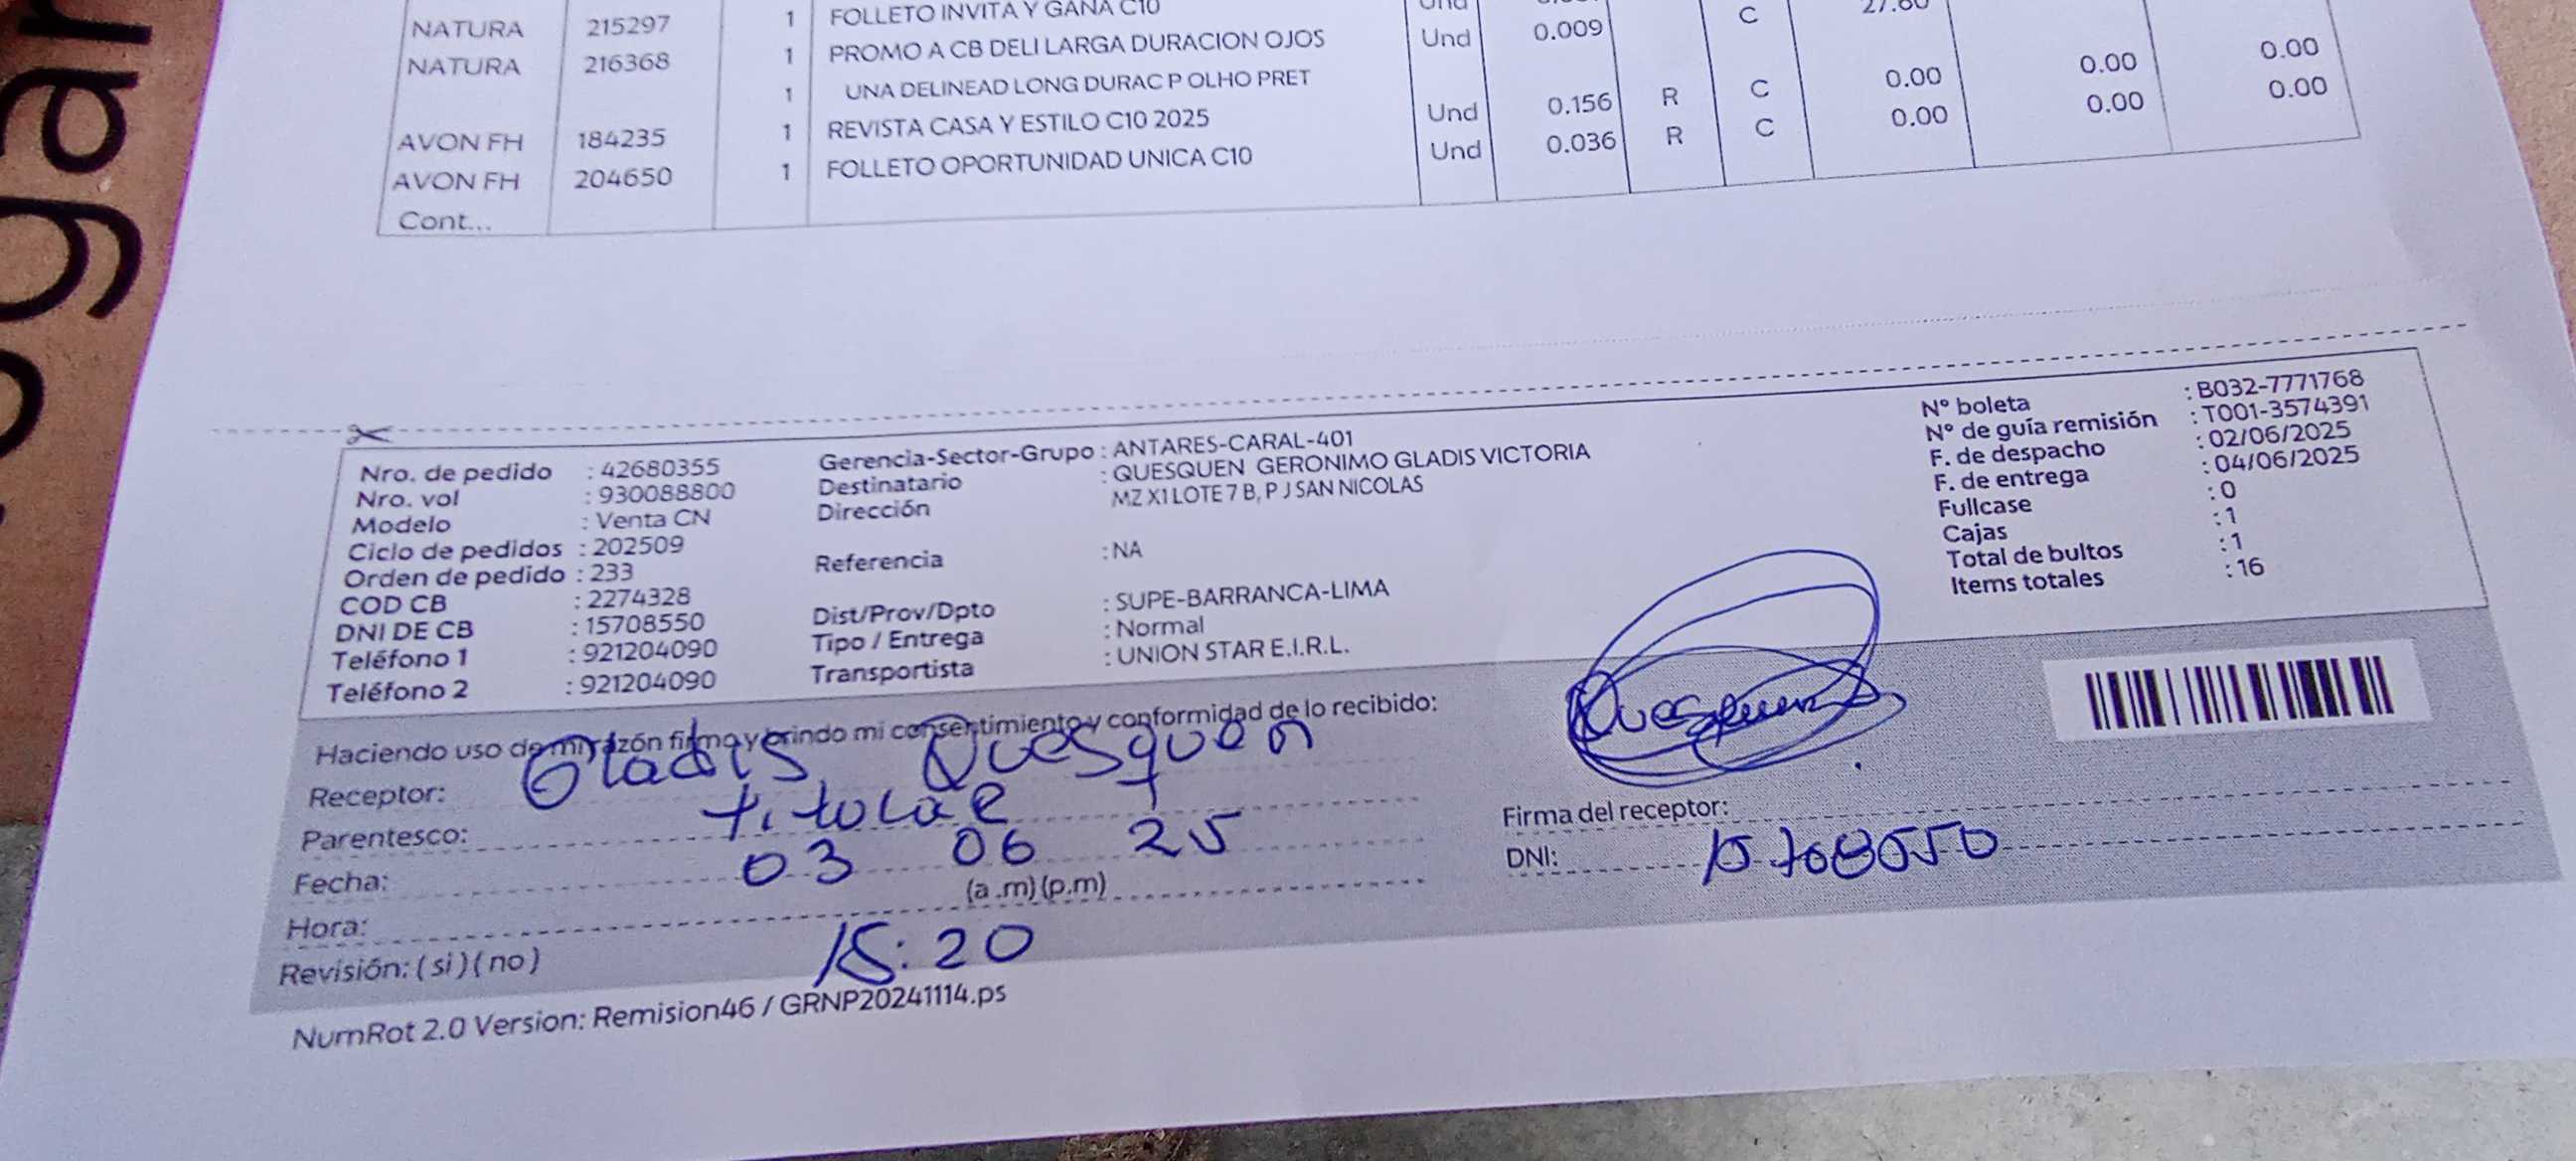 NATURA 215297 1 FOLLETO INVITA Y GANA C10 Und
NATURA 216368 1 PROMO A CB DELI LARGA DURACION OJOS Und 0.009 C 27.80
1 UNA DELINEAD LONG DURAC P OLHO PRET
AVON FH 184235 1 REVISTA CASA Y ESTILO C10 2025 Und 0.156 R C 0.00 0.00 0.00
AVON FH 204650 1 FOLLETO OPORTUNIDAD UNICA C10 Und 0.036 R C 0.00 0.00 0.00
Cont...
Nro. de pedido : 42680355
Nro. vol : 930088800
Modelo : Venta CN
Ciclo de pedidos : 202509
Orden de pedido : 233
COD CB : 2274328
DNI DE CB : 15708550
Teléfono 1 : 921204090
Teléfono 2 : 921204090
Gerencia-Sector-Grupo : ANTARES-CARAL-401
Destinatario : QUESQUEN GERONIMO GLADIS VICTORIA
Dirección MZ X1 LOTE 7 B, P J SAN NICOLAS
Referencia : NA
Dist/Prov/Dpto : SUPE-BARRANCA-LIMA
Tipo / Entrega : Normal
Transportista : UNION STAR E.I.R.L.
Nº boleta : B032-7771768
Nº de guía remisión : T001-3574391
F. de despacho : 02/06/2025
F. de entrega : 04/06/2025
Fullcase : 0
Cajas : 1
Total de bultos : 1
Items totales : 16
Haciendo uso de mi razón firmo y brindo mi consentimiento y conformidad de lo recibido:
Receptor: Gladis Quesquen
Parentesco: titular
Fecha: 03 06 25
Hora: (a .m) (p.m)
15:20
Revisión: ( si ) ( no )
Quesquen
Firma del receptor:
DNI: 15708550
NumRot 2.0 Version: Remision46 / GRNP20241114.ps